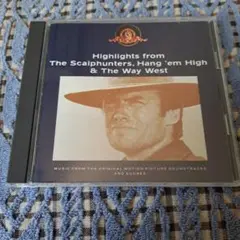 Highlights from
The Scalphunters, Hang 'em High
& The Way West
MUSIC FROM THE ORIGINAL MOTION PICTURE SOUNDTRACKS